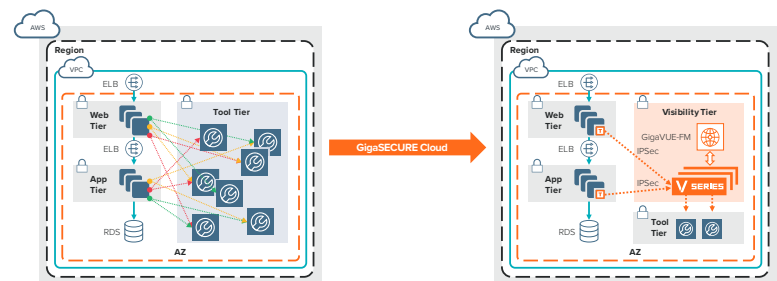 AWS
Region
VPC
ELB
Web
Tier
Tool Tier
ELB
App
Tier
RDS
AZ
GigaSECURE Cloud
AWS
Region
VPC
ELB
Web
Tier
Visibility Tier
GigaVUE-FM
ELB
IPSec
App
Tier
IPSec
V SERIES
T
T
RDS
Tool
Tier
AZ